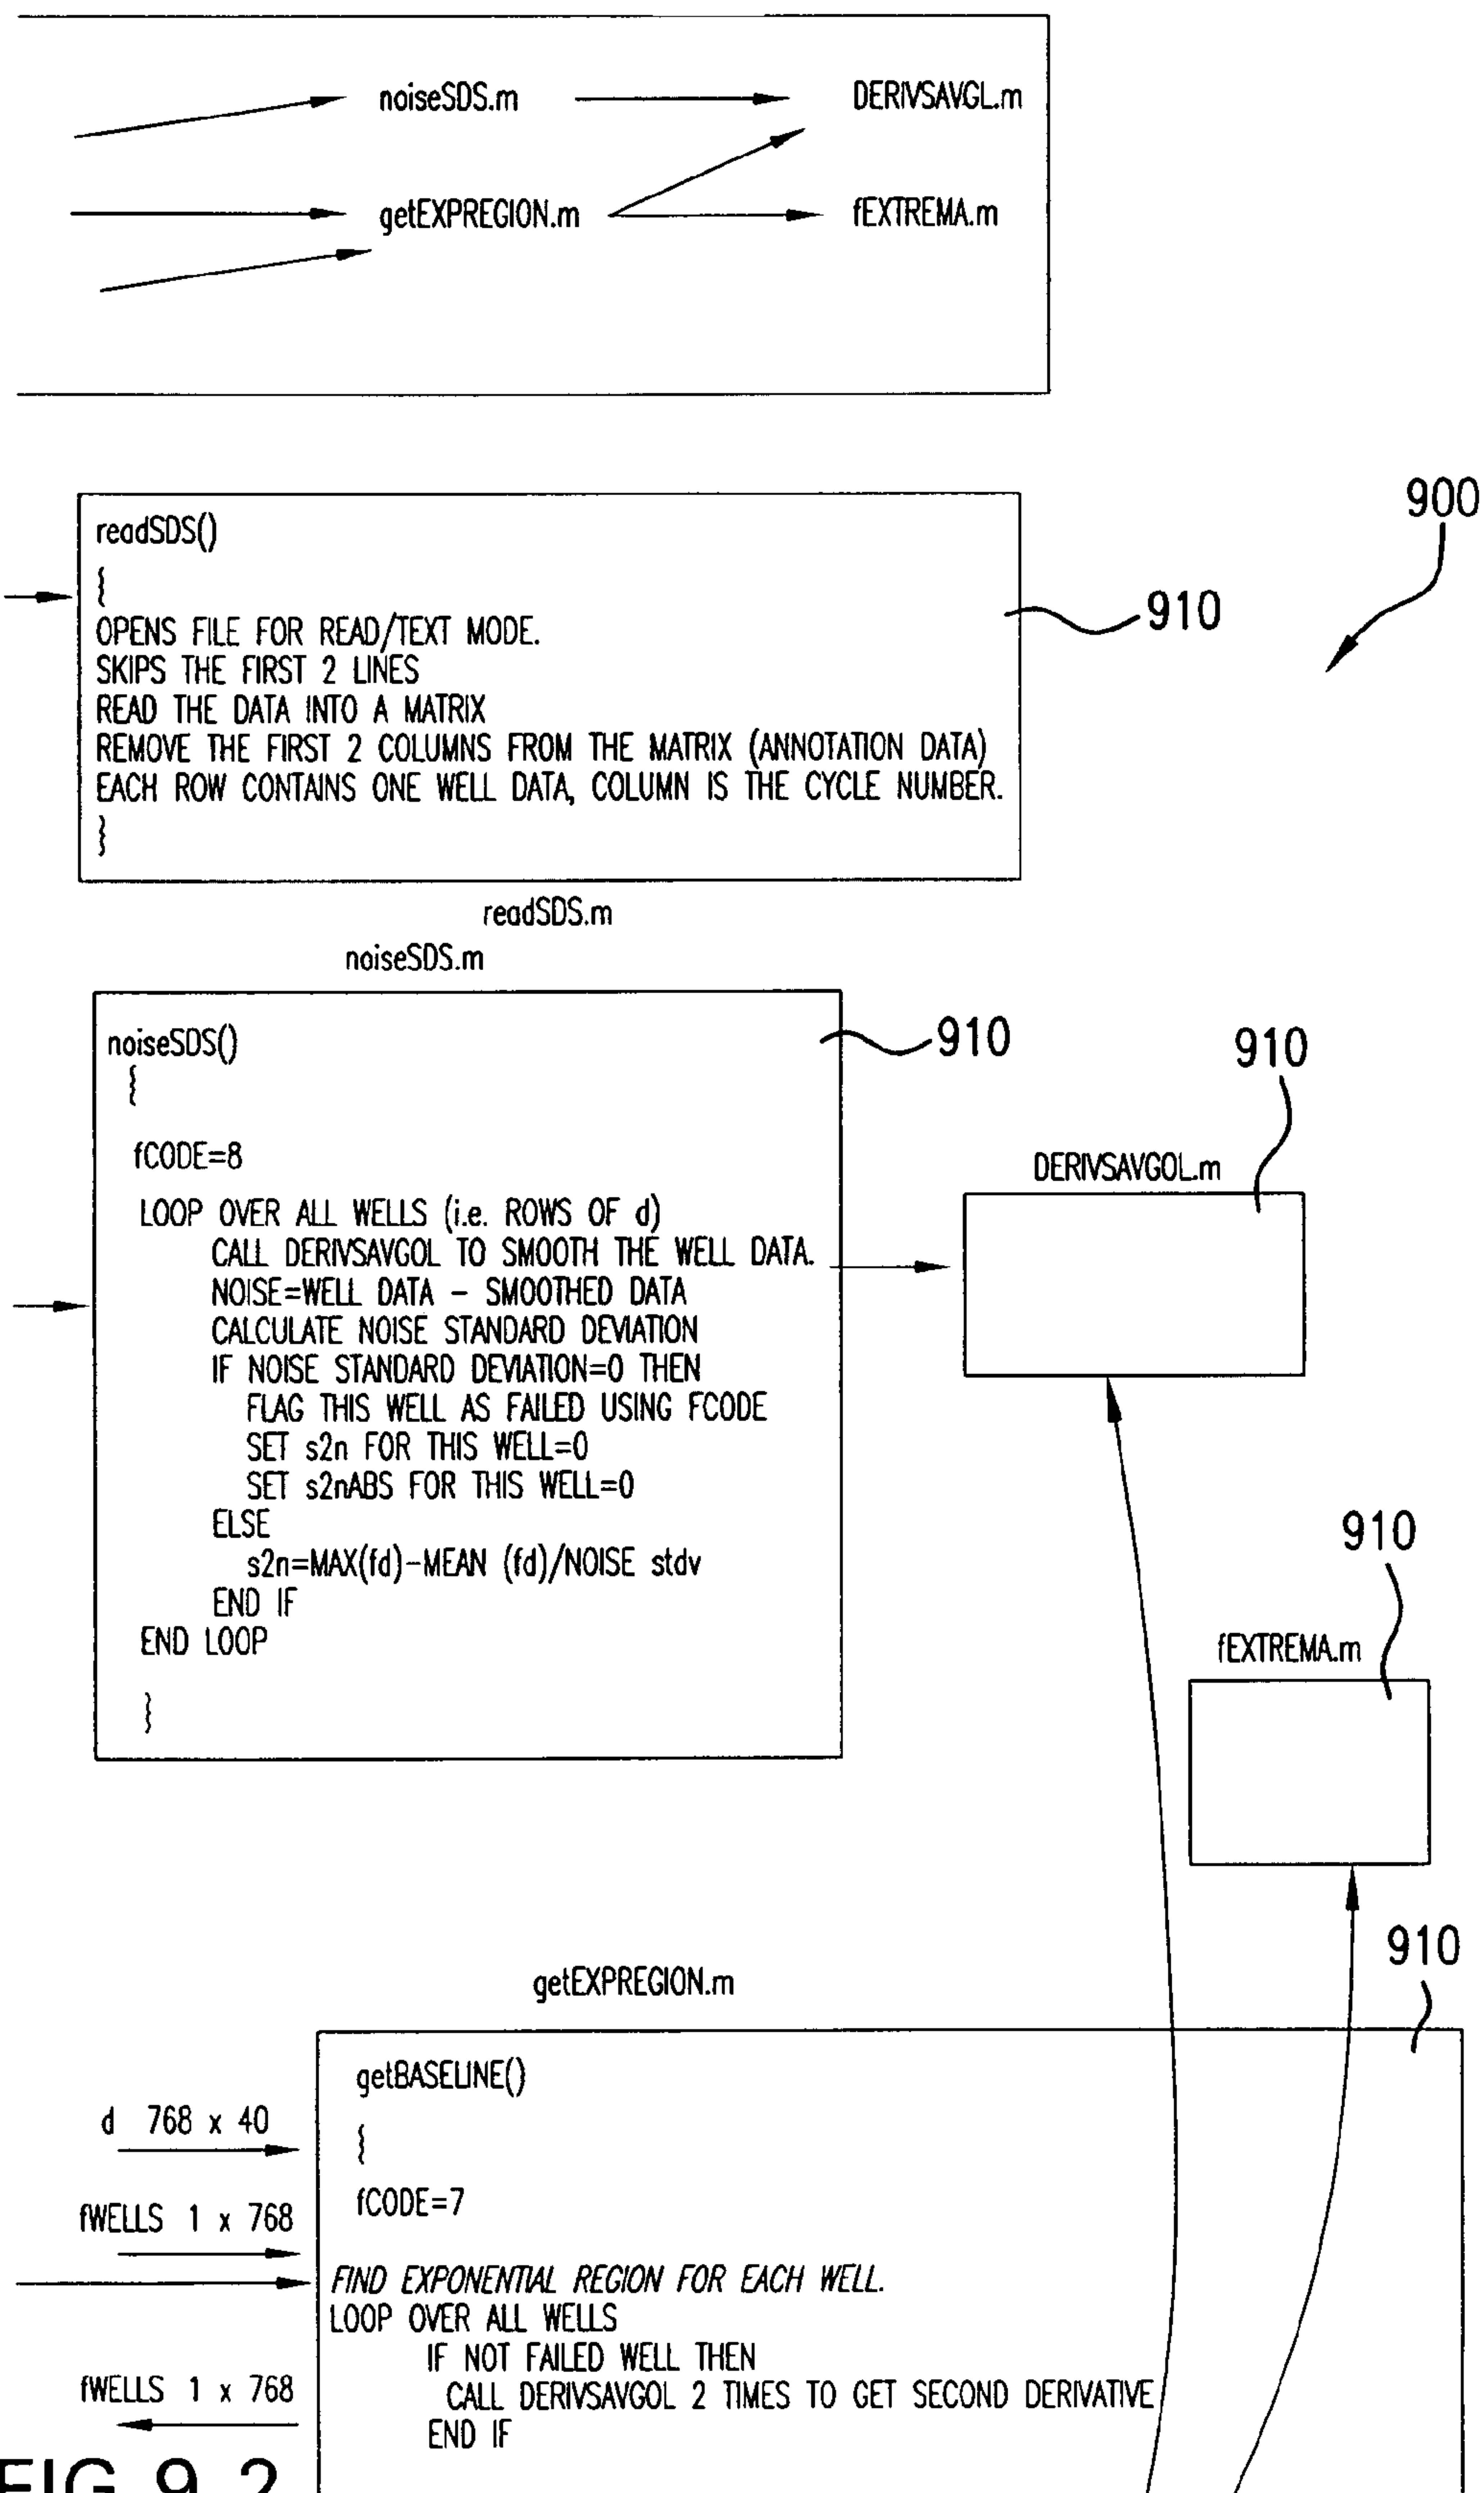 noiseSDS.m DERIVSAVGL.m
getEXPREGION.m fEXTREMA.m
900
readSDS()
{
910
OPENS FILE FOR READ/TEXT MODE.
SKIPS THE FIRST 2 LINES
READ THE DATA INTO A MATRIX
REMOVE THE FIRST 2 COLUMNS FROM THE MATRIX (ANNOTATION DATA)
EACH ROW CONTAINS ONE WELL DATA, COLUMN IS THE CYCLE NUMBER.
}
readSDS.m
noiseSDS.m
noiseSDS()
{
910
910
fCODE=8
DERIVSAVGOL.m
LOOP OVER ALL WELLS (i.e. ROWS OF d)
CALL DERIVSAVGOL TO SMOOTH THE WELL DATA.
NOISE=WELL DATA - SMOOTHED DATA
CALCULATE NOISE STANDARD DEVIATION
IF NOISE STANDARD DEVIATION=0 THEN
FLAG THIS WELL AS FAILED USING FCODE
SET s2n FOR THIS WELL=0
SET s2nABS FOR THIS WELL=0
ELSE
s2n=MAX(fd)-MEAN (fd)/NOISE stdv
END IF
END LOOP
}
910
fEXTREMA.m
910
getEXPREGION.m
getBASELINE()
{
d 768 x 40
fCODE=7
fWELLS 1 x 768
FIND EXPONENTIAL REGION FOR EACH WELL.
LOOP OVER ALL WELLS
IF NOT FAILED WELL THEN
CALL DERIVSAVGOL 2 TIMES TO GET SECOND DERIVATIVE
END IF
fWELLS 1 x 768
FIG.9-2